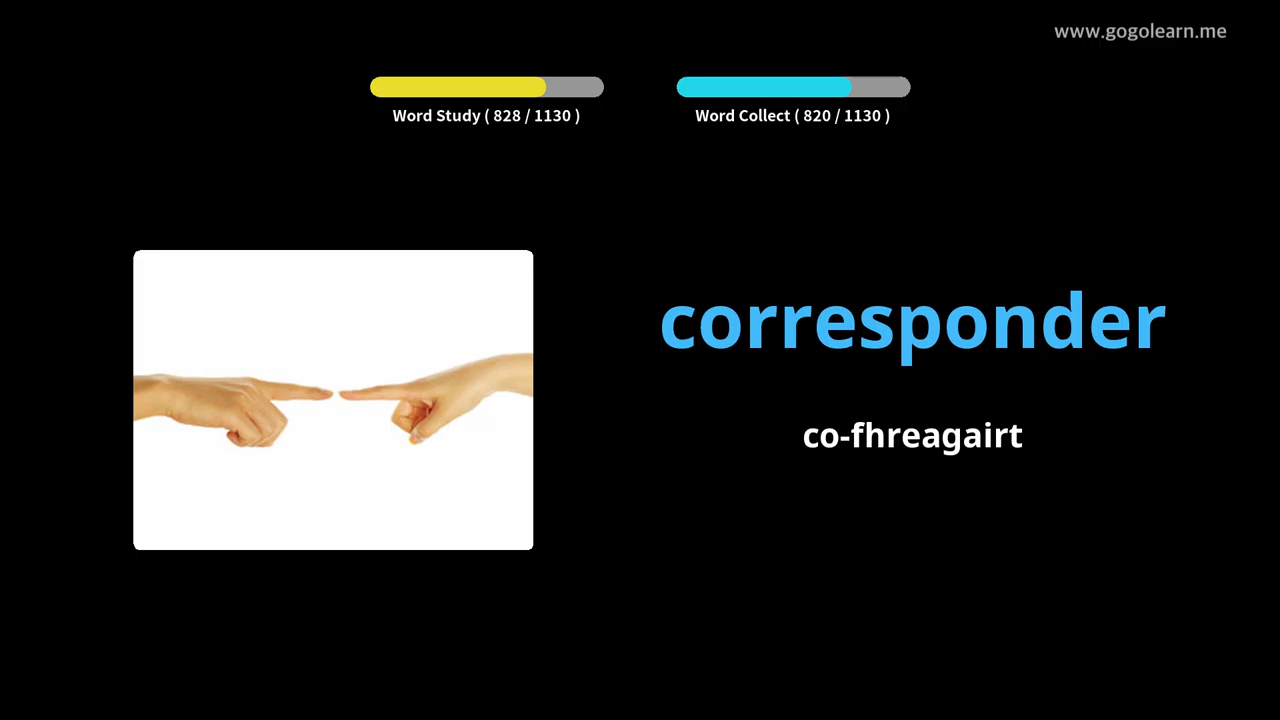 www.gogolearn.me
Word Study ( 828 / 1130 )
Word Collect ( 820 / 1130 )
corresponder
co-fhreagairt